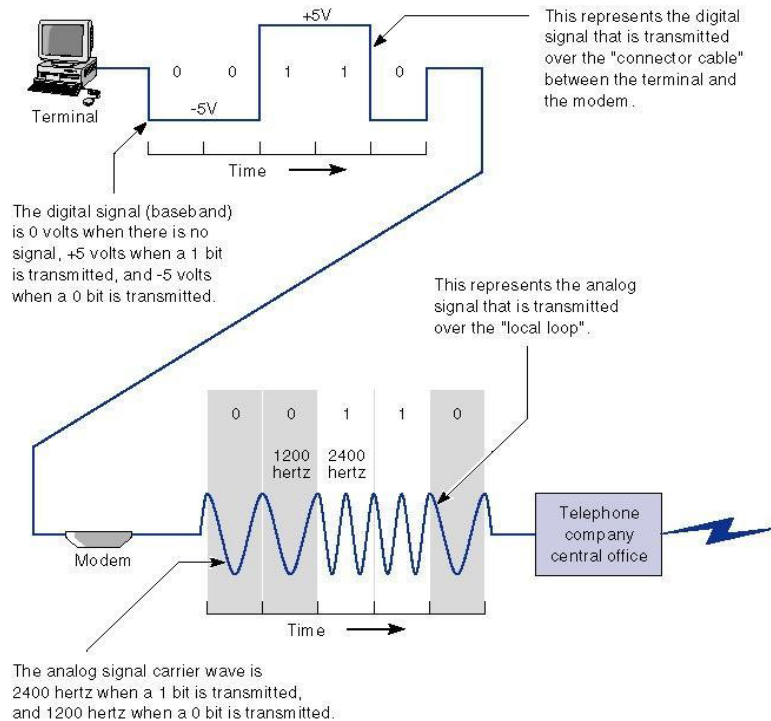 +5V
This represents the digital
signal that is transmitted
over the "connector cable"
between the terminal and
the modem.
0 0 1 1 0
Terminal
-5V
Time
The digital signal (baseband)
is 0 volts when there is no
signal, +5 volts when a 1 bit
is transmitted, and -5 volts
when a 0 bit is transmitted.
This represents the analog
signal that is transmitted
over the "local loop".
0 0 1 1 0
1200 2400
hertz hertz
Telephone
company
central office
Modem
Time
The analog signal carrier wave is
2400 hertz when a 1 bit is transmitted,
and 1200 hertz when a 0 bit is transmitted.